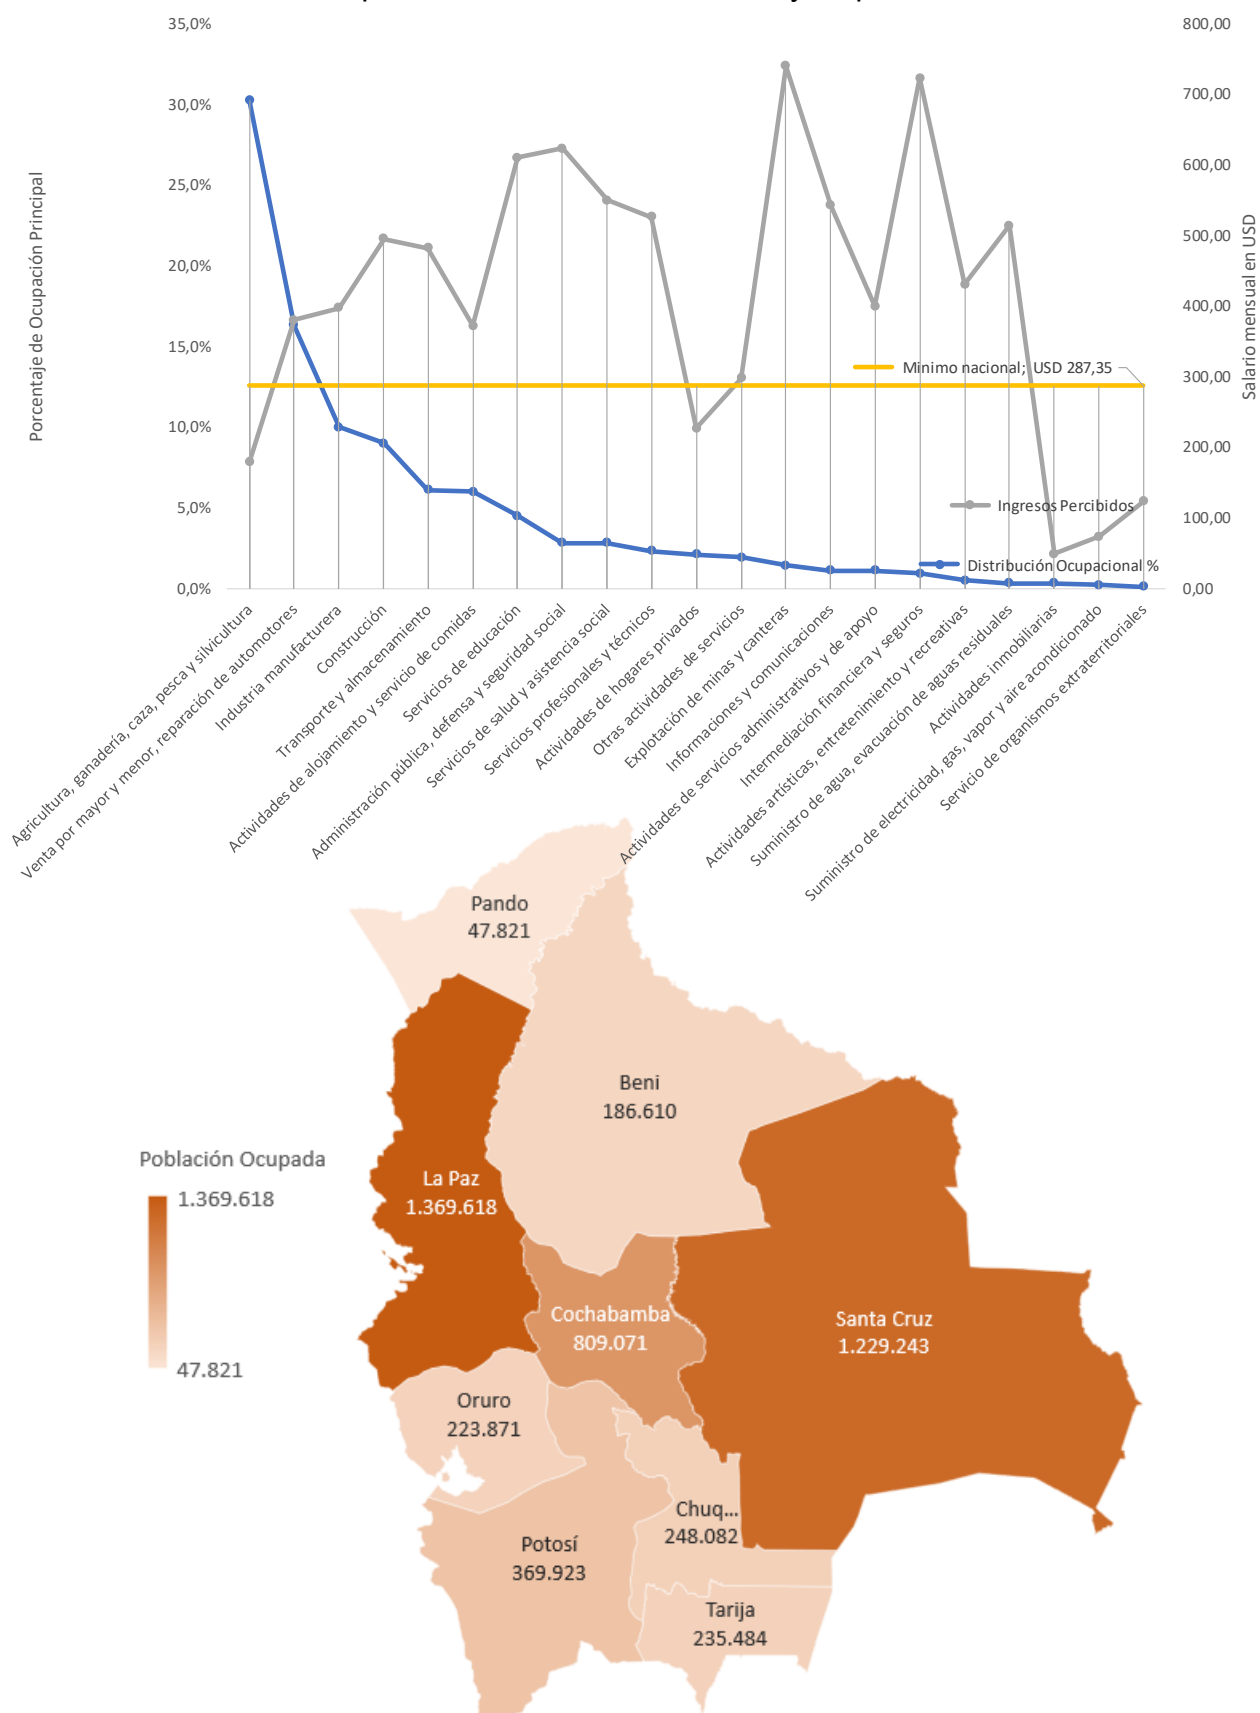 35,0%
30,0%
25,0%
20,0%
15,0%
10,0%
5,0%
0,0%
Porcentaje de Ocupación Principal
800,00
700,00
600,00
500,00
400,00
300,00
200,00
100,00
0,00
Salario mensual en USD
Minimo nacional; USD 287,35
Ingresos Percibidos
Distribución Ocupacional %
Agricultura, ganadería, caza, pesca y silvicultura
Venta por mayor y menor, reparación de automotores
Industria manufacturera
Construcción
Transporte y almacenamiento
Actividades de alojamiento y servicio de comidas
Servicios de educación
Administración pública, defensa y seguridad social
Servicios de salud y asistencia social
Servicios profesionales y técnicos
Actividades de hogares privados
Otras actividades de servicios
Explotación de minas y canteras
Informaciones y comunicaciones
Actividades de servicios administrativos y de apoyo
Intermediación financiera y seguros
Actividades artísticas, entretenimiento y recreativas
Suministro de agua, evacuación de aguas residuales
Actividades inmobiliarias
Suministro de electricidad, gas, vapor y aire acondicionado
Servicio de organismos extraterritoriales
Pando
47.821
Beni
186.610
Población Ocupada
1.369.618
47.821
La Paz
1.369.618
Cochabamba
809.071
Santa Cruz
1.229.243
Oruro
223.871
Chuq...
248.082
Potosí
369.923
Tarija
235.484